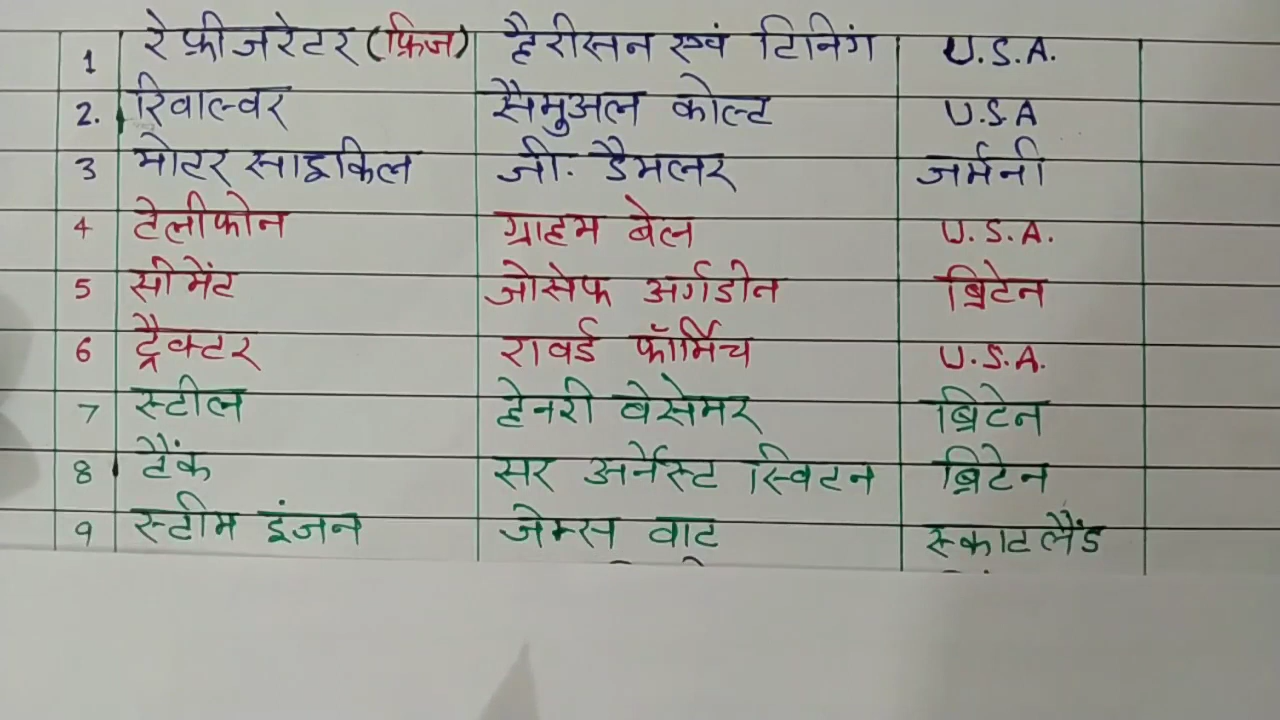 1 रेफ्रीजरेटर (फ्रिज) हैरीसन एवं टिनिंग U.S.A.
2. रिवाल्वर सैमुअल कोल्ट U.S.A
3 मोटर साइकिल जी. डैमलर जर्मनी
4 टेलीफोन ग्राहम बेल U.S.A.
5 सीमेंट जोसेफ अर्गडीन ब्रिटेन
6 ट्रैक्टर रावर्ड फॉर्मिच U.S.A.
7 स्टील हेनरी बेसेमर ब्रिटेन
8 टैंक सर अर्नेस्ट स्विटन ब्रिटेन
9 स्टीम इंजन जेम्स वाट स्काटलैंड